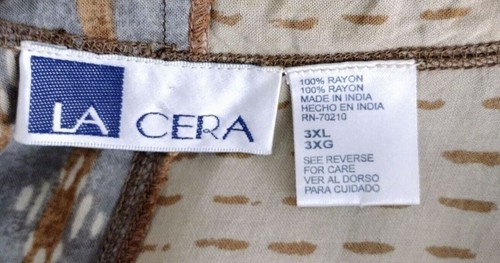 LA CERA
100% RAYON
100% RAYON
MADE IN INDIA
HECHO EN INDIA
RN-70210
3XL
3XG
SEE REVERSE
FOR CARE
VER AL DORSO
PARA CUIDADO